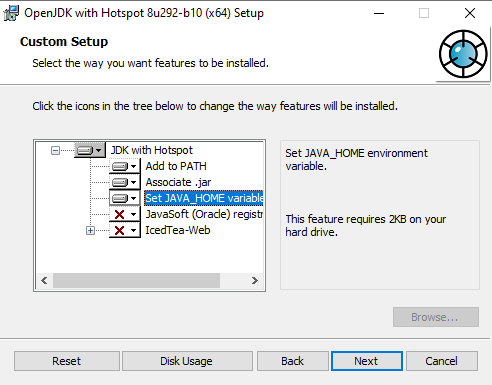 OpenJDK with Hotspot 8u292-b10 (x64) Setup
Custom Setup
Select the way you want features to be installed.
Click the icons in the tree below to change the way features will be installed.
JDK with Hotspot
Add to PATH
Associate .jar
Set JAVA_HOME variable
JavaSoft (Oracle) registr
IcedTea-Web
Set JAVA_HOME environment
variable.
This feature requires 2KB on your
hard drive.
Browse...
Reset
Disk Usage
Back
Next
Cancel